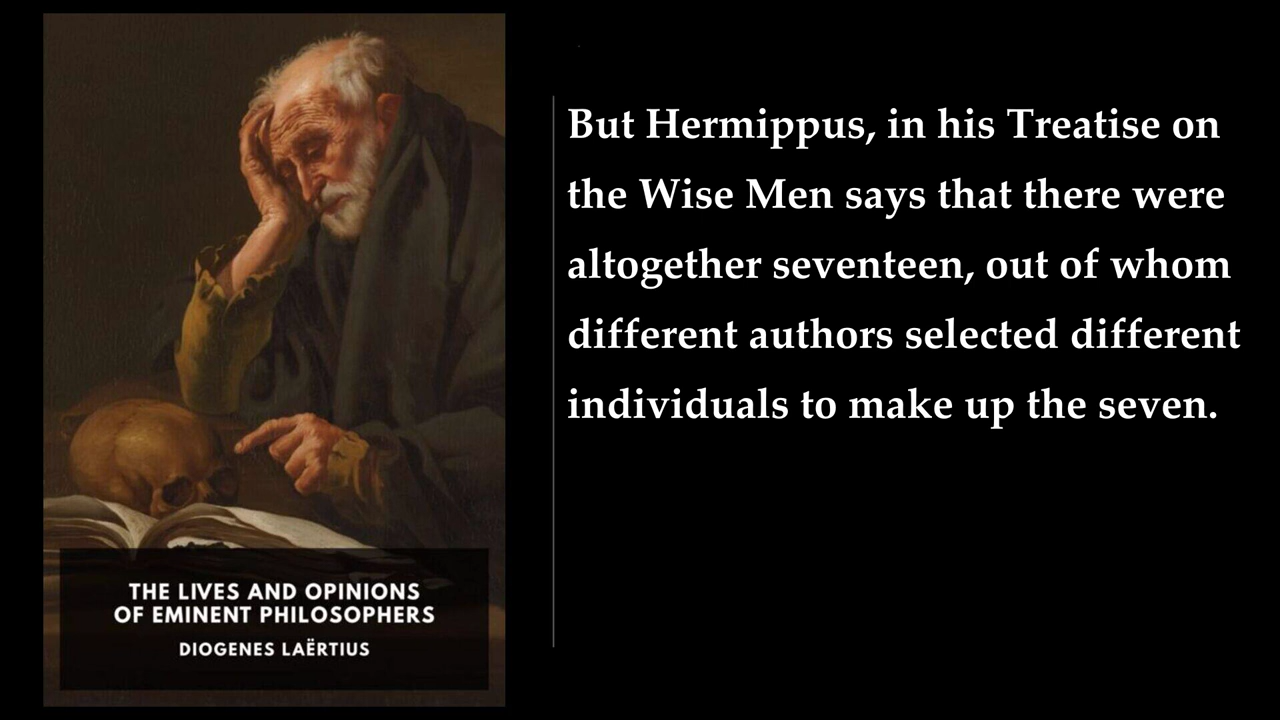 THE LIVES AND OPINIONS
OF EMINENT PHILOSOPHERS
DIOGENES LAËRTIUS
But Hermippus, in his Treatise on
the Wise Men says that there were
altogether seventeen, out of whom
different authors selected different
individuals to make up the seven.